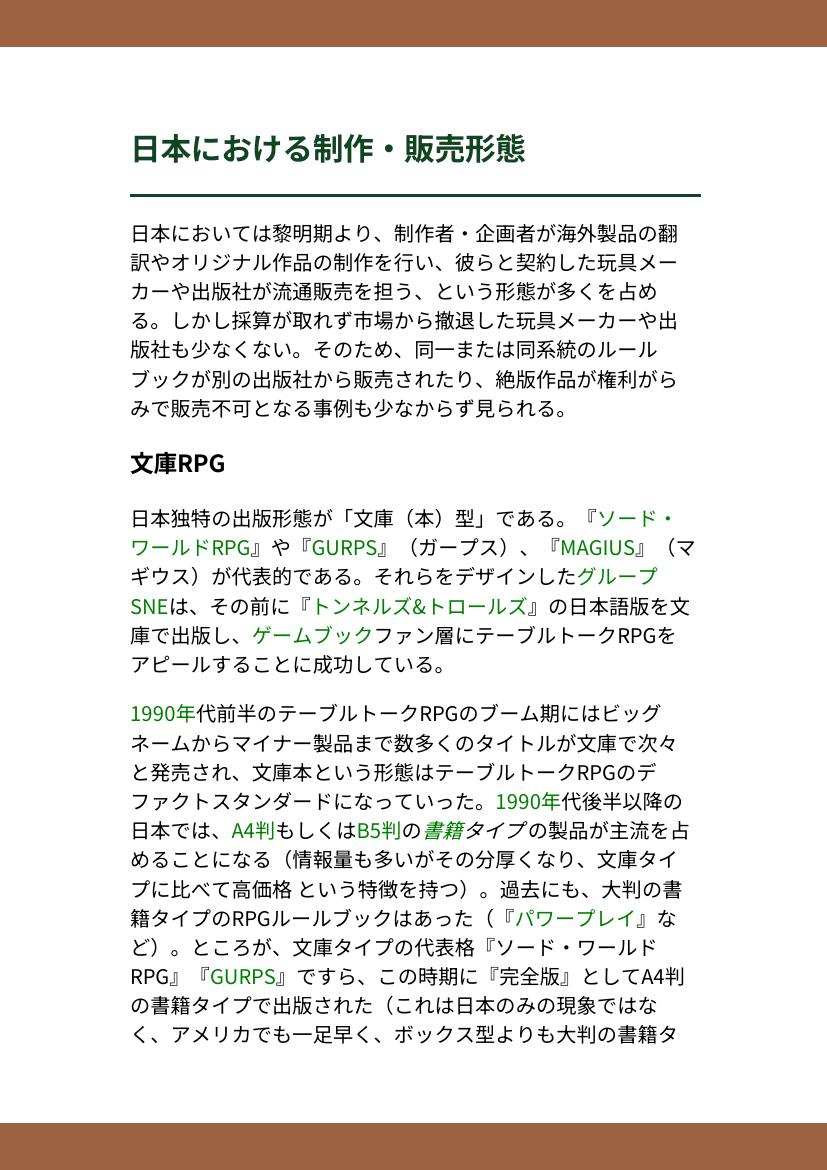 日本における制作・販売形態
日本においては黎明期より、制作者・企画者が海外製品の翻
訳やオリジナル作品の制作を行い、彼らと契約した玩具メー
カーや出版社が流通販売を担う、という形態が多くを占め
る。しかし採算が取れず市場から撤退した玩具メーカーや出
版社も少なくない。そのため、同一または同系統のルール
ブックが別の出版社から販売されたり、絶版作品が権利がら
みで販売不可となる事例も少なからず見られる。
文庫RPG
日本独特の出版形態が「文庫（本）型」である。『ソード・
ワールドRPG』や『GURPS』（ガープス）、『MAGIUS』（マ
ギウス）が代表的である。それらをデザインしたグループ
SNEは、その前に『トンネルズ&トロールズ』の日本語版を文
庫で出版し、ゲームブックファン層にテーブルトークRPGを
アピールすることに成功している。
1990年代前半のテーブルトークRPGのブーム期にはビッグ
ネームからマイナー製品まで数多くのタイトルが文庫で次々
と発売され、文庫本という形態はテーブルトークRPGのデ
ファクトスタンダードになっていった。1990年代後半以降の
日本では、A4判もしくはB5判の書籍タイプの製品が主流を占
めることになる（情報量も多いがその分厚くなり、文庫タイ
プに比べて高価格 という特徴を持つ）。過去にも、大判の書
籍タイプのRPGルールブックはあった（『パワープレイ』な
ど）。ところが、文庫タイプの代表格『ソード・ワールド
RPG』『GURPS』ですら、この時期に『完全版』としてA4判
の書籍タイプで出版された（これは日本のみの現象ではな
く、アメリカでも一足早く、ボックス型よりも大判の書籍タ